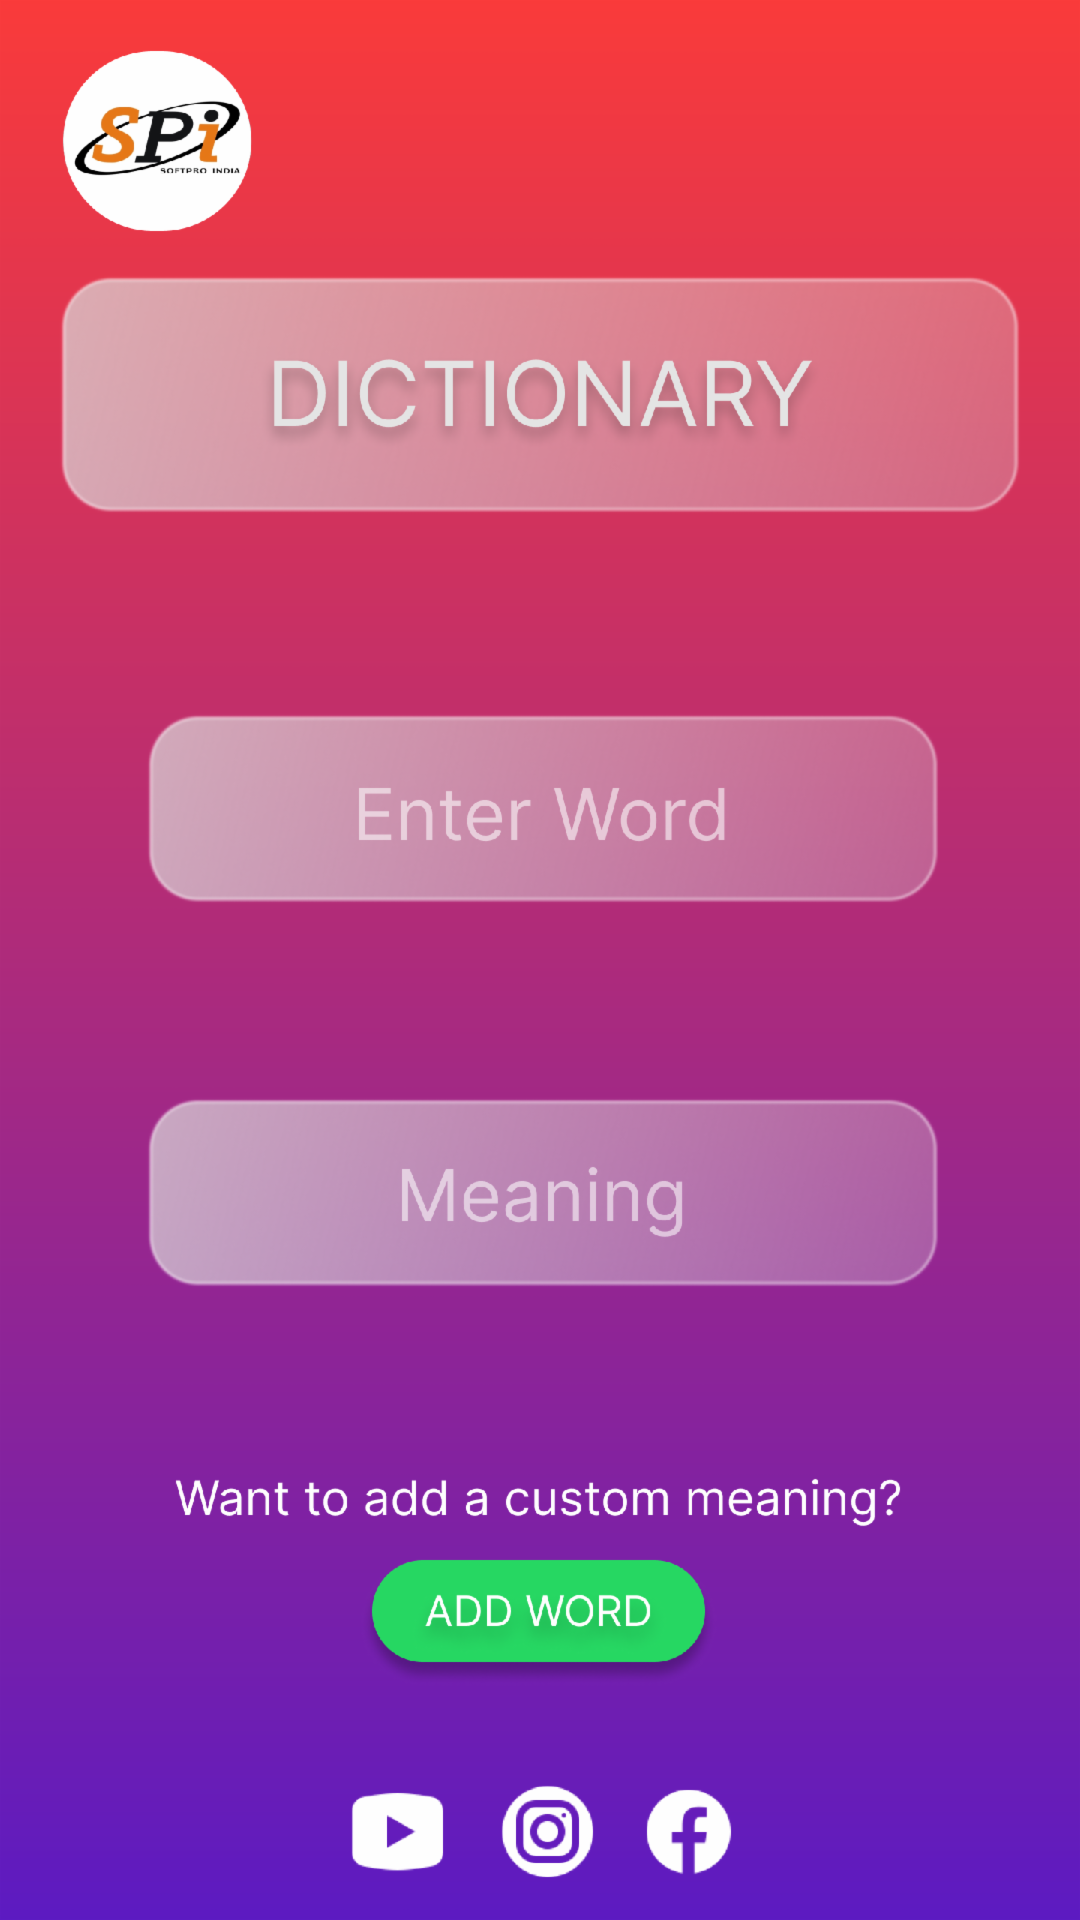 SPi
SOFTPRO INDIA
DICTIONARY
Enter Word
Meaning
Want to add a custom meaning?
ADD WORD